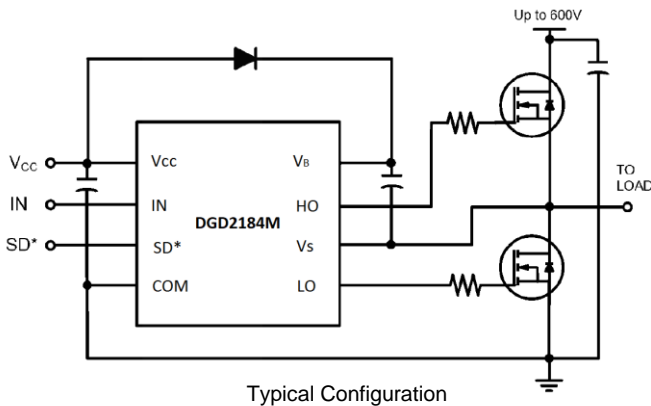 Up to 600V
Vcc
IN
SD*
Vcc
IN
SD*
COM
DGD2184M
VB
HO
Vs
LO
TO
LOAD
Typical Configuration